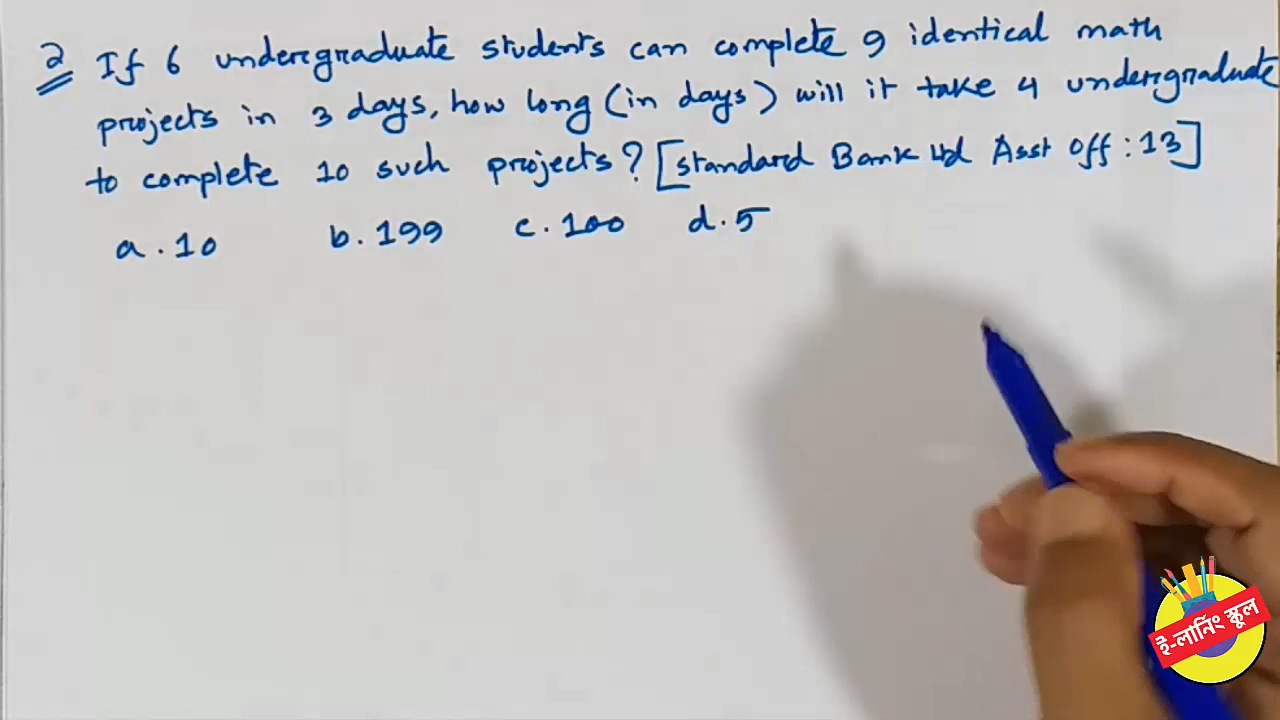 2 If 6 undergraduate students can complete 9 identical math
projects in 3 days, how long (in days) will it take 4 undergraduate
to complete 10 such projects? [Standard Bank Ltd Asst Off : 13]
a. 10 b. 199 c. 100 d. 5
ই-লার্নিং স্কুল